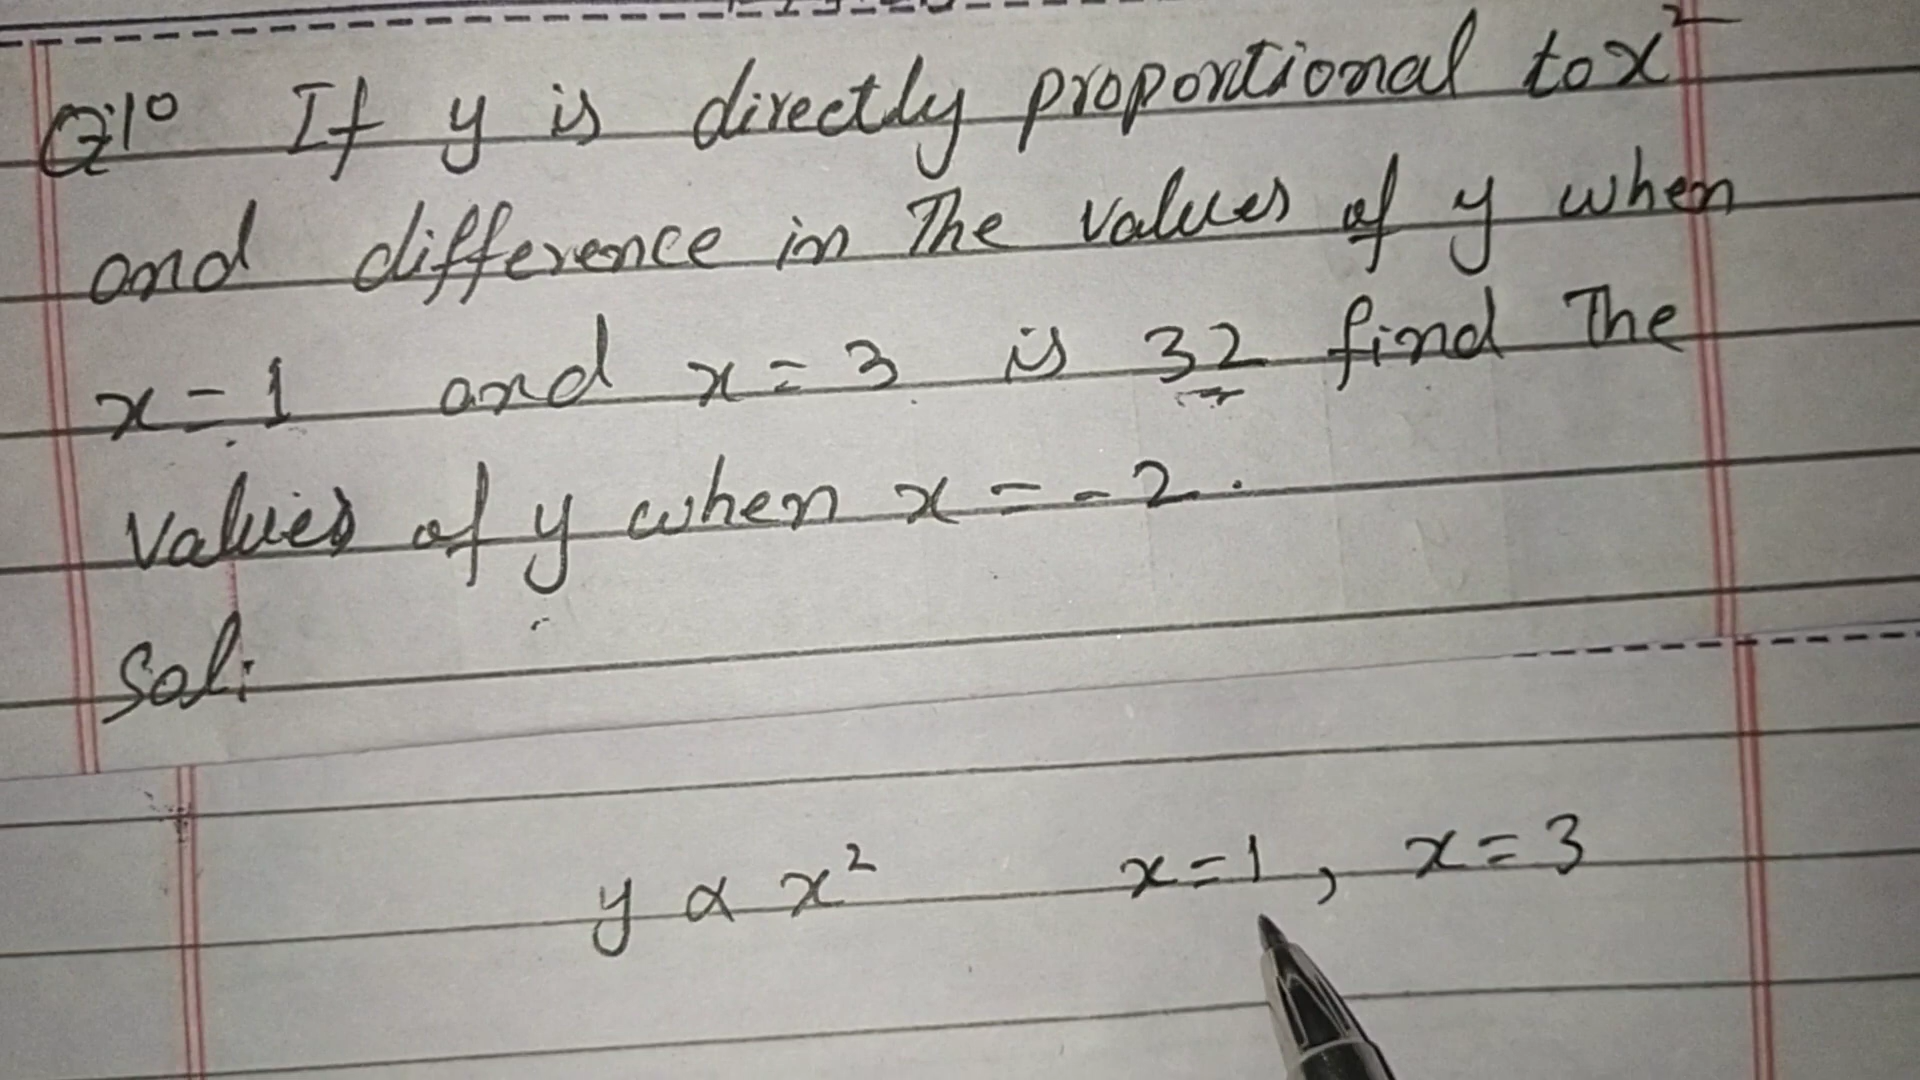 Q10 If y is directly proportional to x²
and difference in The values of y when
x = 1 and x = 3 is 32 find The
values of y when x = - 2 .
Sol:
y ∝ x² x = 1 , x = 3